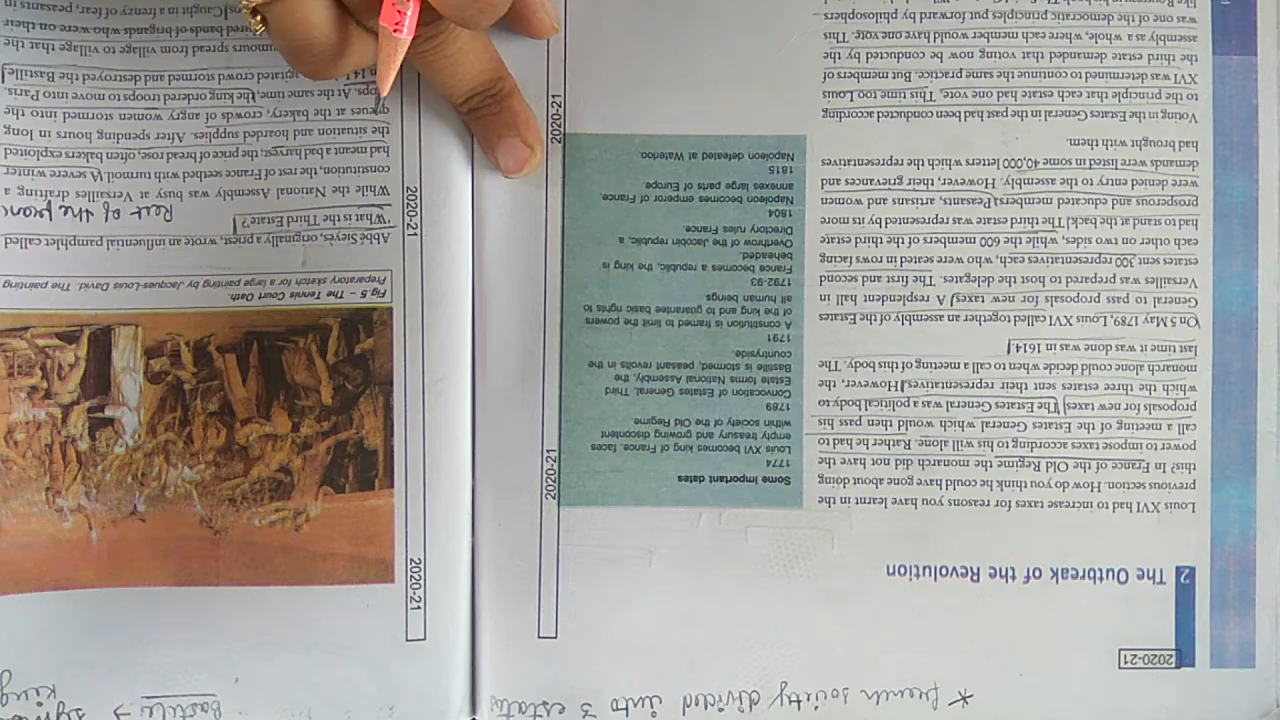 * french society divided into 3 estates
2020-21
2 The Outbreak of the Revolution
Louis XVI had to increase taxes for reasons you have learnt in the
previous section. How do you think he could have gone about doing
this? In France of the Old Regime the monarch did not have the
power to impose taxes according to his will alone. Rather he had to
call a meeting of the Estates General which would then pass his
proposals for new taxes. The Estates General was a political body to
which the three estates sent their representatives. However, the
monarch alone could decide when to call a meeting of this body. The
last time it was done was in 1614.
On 5 May 1789, Louis XVI called together an assembly of the Estates
General to pass proposals for new taxes. A resplendent hall in
Versailles was prepared to host the delegates. The first and second
estates sent 300 representatives each, who were seated in rows facing
each other on two sides, while the 600 members of the third estate
had to stand at the back. The third estate was represented by its more
prosperous and educated members. Peasants, artisans and women
were denied entry to the assembly. However, their grievances and
demands were listed in some 40,000 letters which the representatives
had brought with them.
Voting in the Estates General in the past had been conducted according
to the principle that each estate had one vote. This time too Louis
XVI was determined to continue the same practice. But members of
the third estate demanded that voting now be conducted by the
assembly as a whole, where each member would have one vote. This
was one of the democratic principles put forward by philosophers
like
Some important dates
1774
Louis XVI becomes king of France, faces
empty treasury and growing discontent
within society of the Old Regime.
1789
Convocation of Estates General, Third
Estate forms National Assembly, the
Bastille is stormed, peasant revolts in the
countryside.
1791
A constitution is framed to limit the powers
of the king and to guarantee basic rights to
all human beings
1792-93
France becomes a republic, the king is
beheaded.
Overthrow of the Jacobin republic, a
Directory rules France.
1804
Napoleon becomes emperor of France,
annexes large parts of Europe.
1815
Napoleon defeated at Waterloo.
2020-21
2020-21
Bastille →
King
2020-21
2020-21
Fig.5 – The Tennis Court Oath.
Preparatory sketch for a large painting by Jacques-Louis David. The painting
Abbé Sieyès, originally a priest, wrote an influential pamphlet called
What is the Third Estate?
Rest of the
While the National Assembly was busy at Versailles drafting a
constitution, the rest of France seethed with turmoil. A severe winter
had meant a bad harvest; the price of bread rose, often bakers exploited
the situation and hoarded supplies. After spending hours in long
queues at the bakery, crowds of angry women stormed into the
ops. At the same time, the king ordered troops to move into Paris.
n 14 agitated crowd stormed and destroyed the Bastille.
umours spread from village to village that the
ured bands of brigands who were on their
os. Caught in a frenzy of fear, peasants in